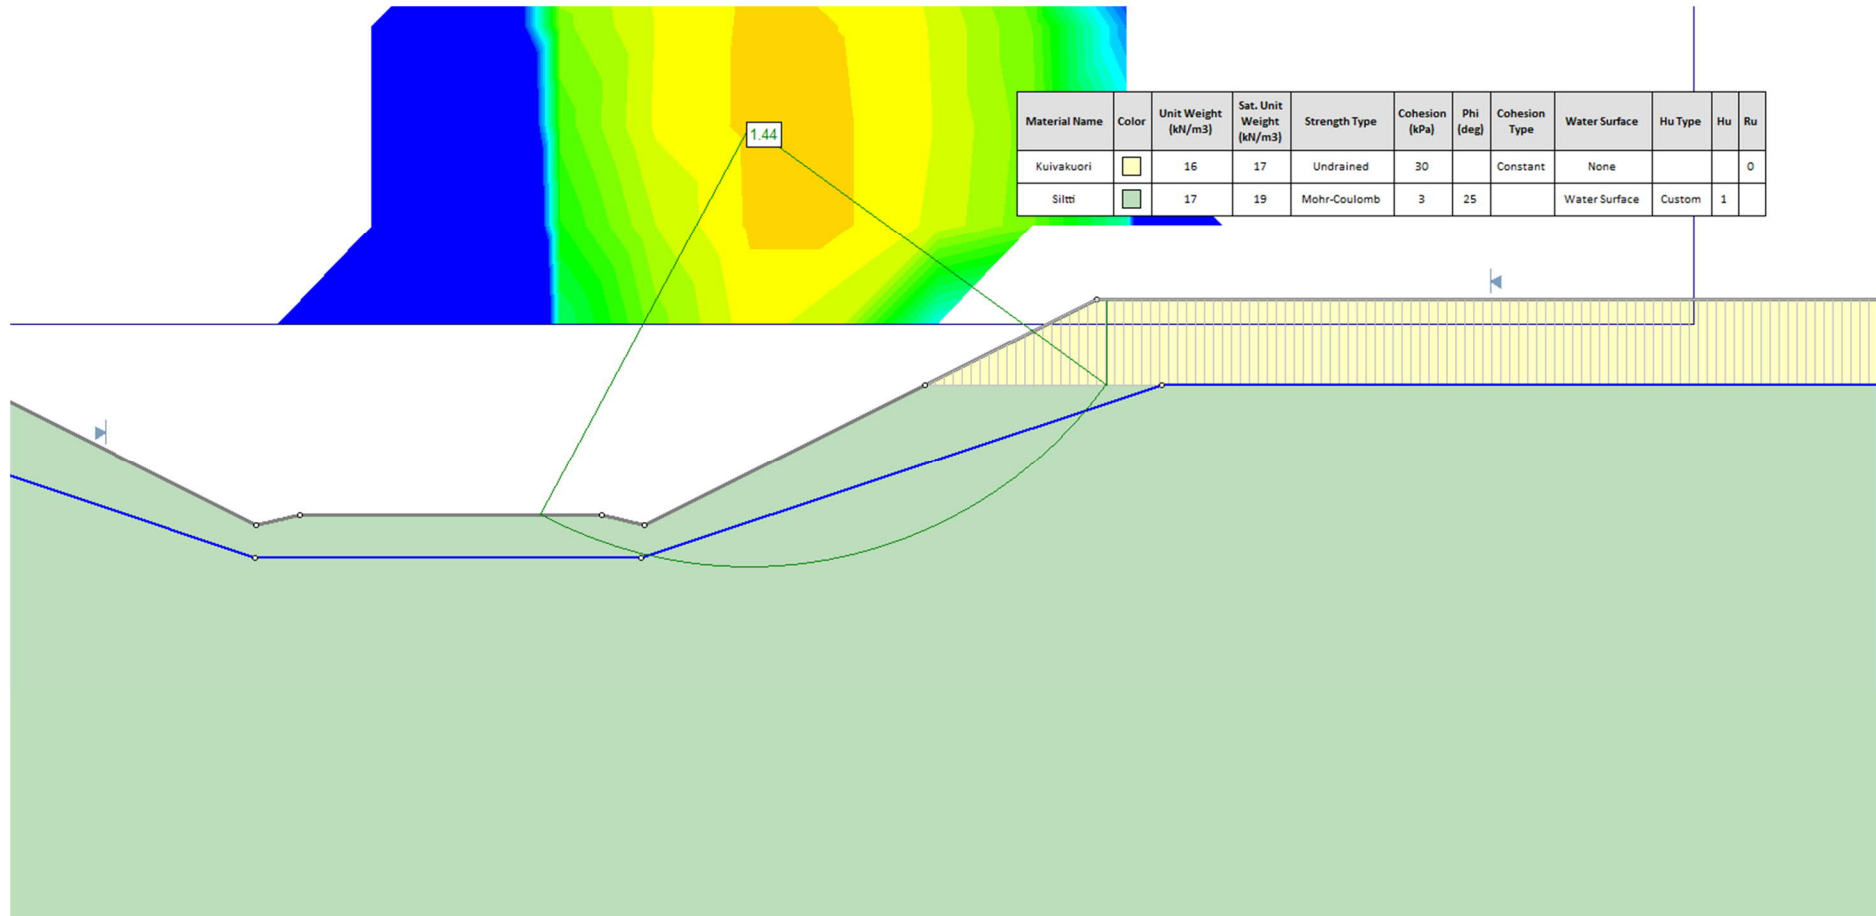 1.44
Material Name Color Unit Weight (kN/m3) Sat. Unit Weight (kN/m3) Strength Type Cohesion (kPa) Phi (deg) Cohesion Type Water Surface Hu Type Hu Ru
Kuivakuori 16 17 Undrained 30 Constant None 0
Siltti 17 19 Mohr-Coulomb 3 25 Water Surface Custom 1